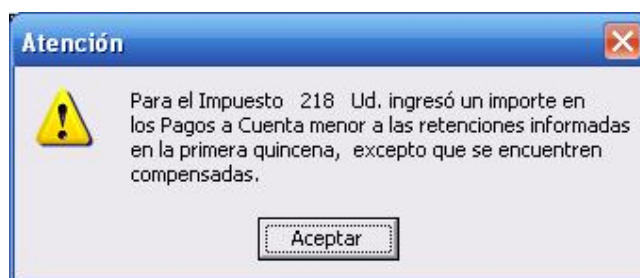 Atención
Para el Impuesto 218 Ud. ingresó un importe en
los Pagos a Cuenta menor a las retenciones informadas
en la primera quincena, excepto que se encuentren
compensadas.
Aceptar